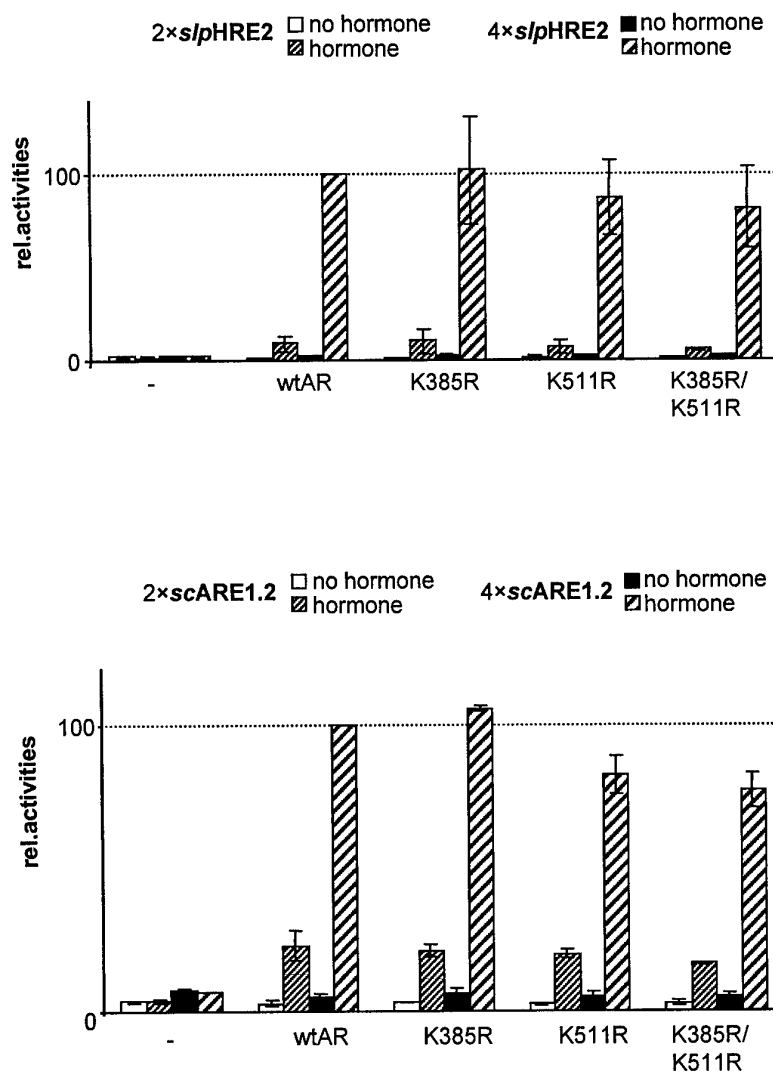 2×slpHRE2 no hormone 4×slpHRE2 no hormone
hormone hormone
rel.activities
100
0
- wtAR K385R K511R K385R/
K511R
2×scARE1.2 no hormone 4×scARE1.2 no hormone
hormone hormone
rel.activities
100
0
- wtAR K385R K511R K385R/
K511R